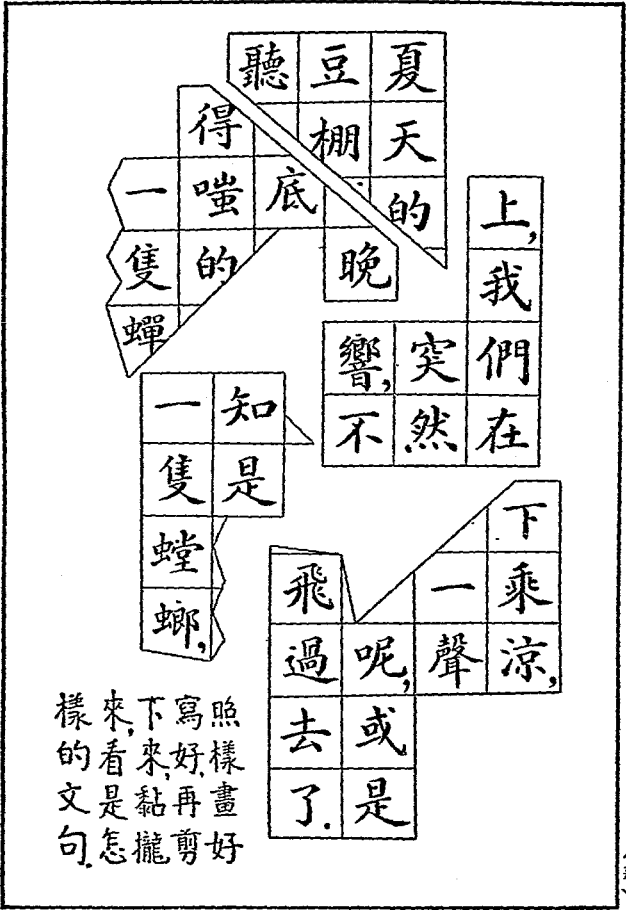 夏天的
豆棚
聽
晚
底
得嗤的
一隻蟬
上,我們在
突然
響,不
知是
一隻螳螂,
下乘涼,
一聲
呢,或是
飛過去了.
照樣畫好
寫好.再剪
下來,黏攏
來,看是怎
樣的文句.